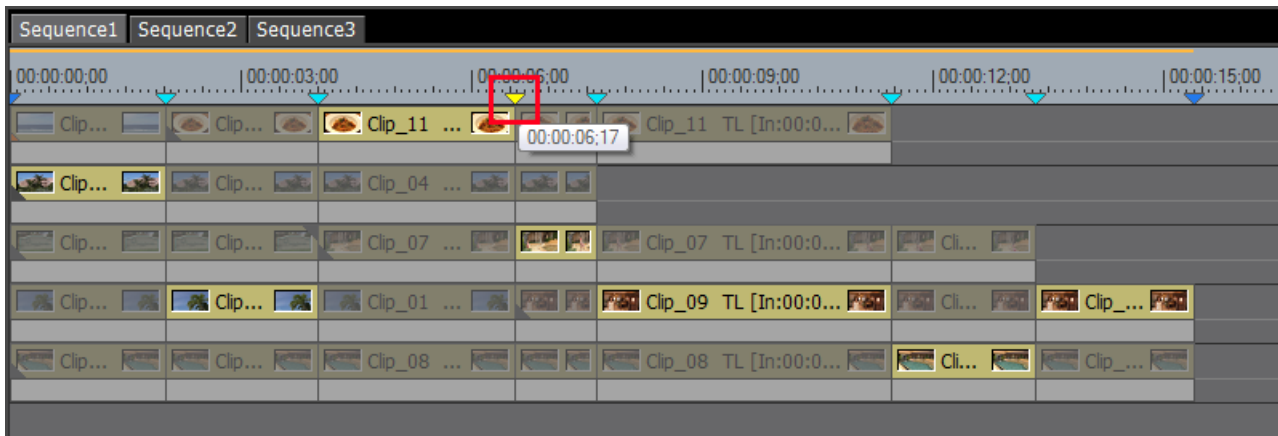 Sequence1 Sequence2 Sequence3
00:00:00;00 00:00:03;00 00:00:06;00 00:00:09;00 00:00:12;00 00:00:15;00
Clip... Clip... Clip_11 ... Clip_11 TL [In:00:0...
00:00:06;17
Clip... Clip... Clip_04 ...
Clip... Clip... Clip_07 ... Clip_07 TL [In:00:0... Cli...
Clip... Clip... Clip_01 ... Clip_09 TL [In:00:0... Cli... Clip_...
Clip... Clip... Clip_08 ... Clip_08 TL [In:00:0... Cli... Clip_...